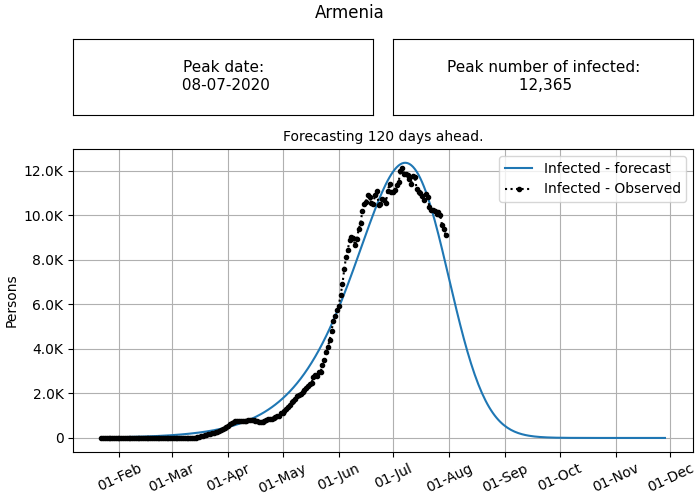 Armenia
Peak date:
08-07-2020
Peak number of infected:
12,365
Forecasting 120 days ahead.
Infected - forecast
Infected - Observed
Persons
12.0K
10.0K
8.0K
6.0K
4.0K
2.0K
0
01-Feb
01-Mar
01-Apr
01-May
01-Jun
01-Jul
01-Aug
01-Sep
01-Oct
01-Nov
01-Dec